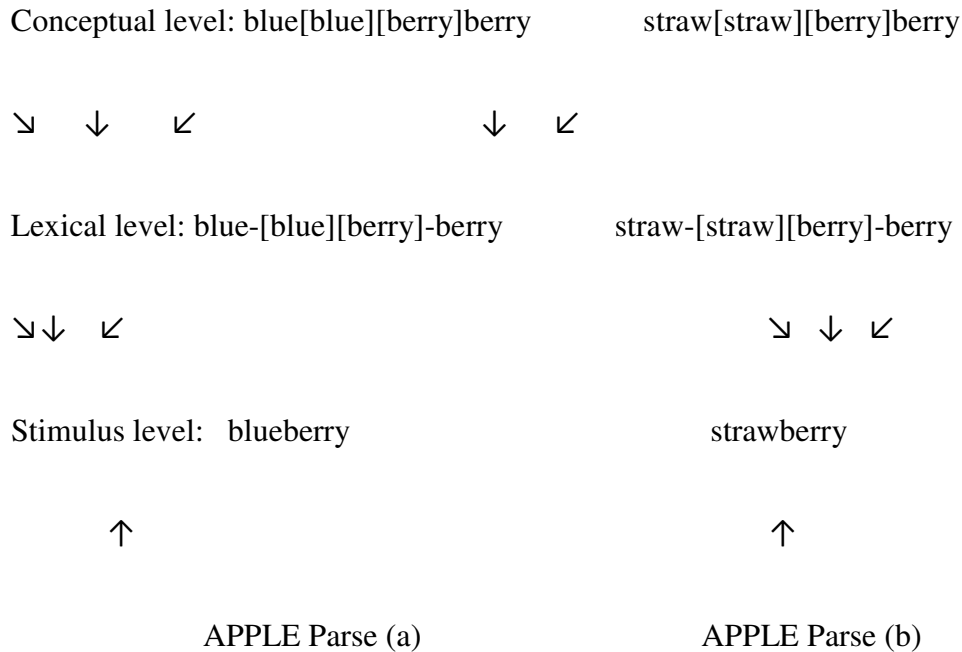 Conceptual level: blue[blue][berry]berry straw[straw][berry]berry
↘ ↓ ↙ ↓ ↙
Lexical level: blue-[blue][berry]-berry straw-[straw][berry]-berry
↘↓ ↙ ↘ ↓ ↙
Stimulus level: blueberry strawberry
↑ ↑
APPLE Parse (a) APPLE Parse (b)